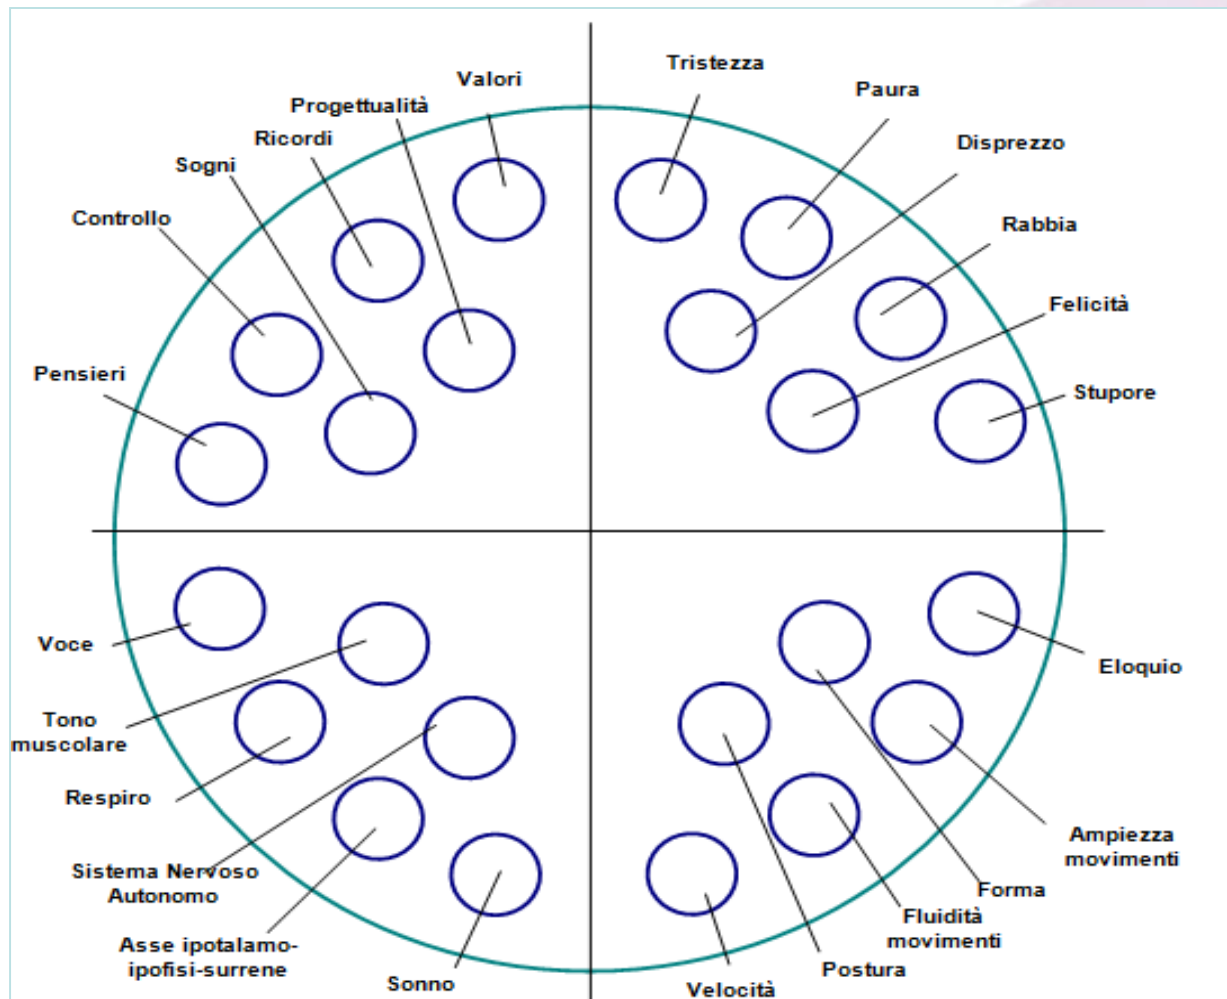 Valori
Progettualità
Ricordi
Sogni
Controllo
Pensieri
Tristezza
Paura
Disprezzo
Rabbia
Felicità
Stupore
Voce
Tono
muscolare
Respiro
Sistema Nervoso
Autonomo
Asse ipotalamo-
ipofisi-surrene
Sonno
Eloquio
Ampiezza
movimenti
Forma
Fluidità
movimenti
Postura
Velocità